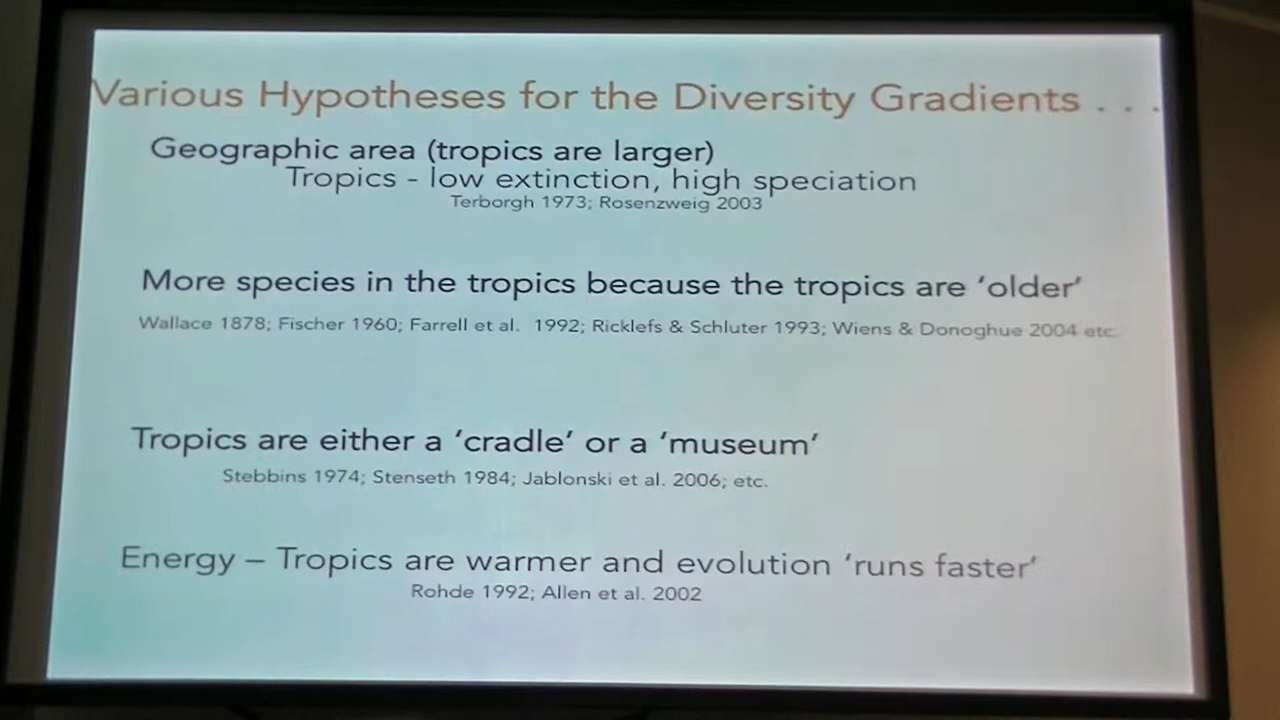 Various Hypotheses for the Diversity Gradients . . .
Geographic area (tropics are larger)
Tropics - low extinction, high speciation
Terborgh 1973; Rosenzweig 2003
More species in the tropics because the tropics are ‘older’
Wallace 1878; Fischer 1960; Farrell et al. 1992; Ricklefs & Schluter 1993; Wiens & Donoghue 2004 etc.
Tropics are either a ‘cradle’ or a ‘museum’
Stebbins 1974; Stenseth 1984; Jablonski et al. 2006; etc.
Energy – Tropics are warmer and evolution ‘runs faster’
Rohde 1992; Allen et al. 2002